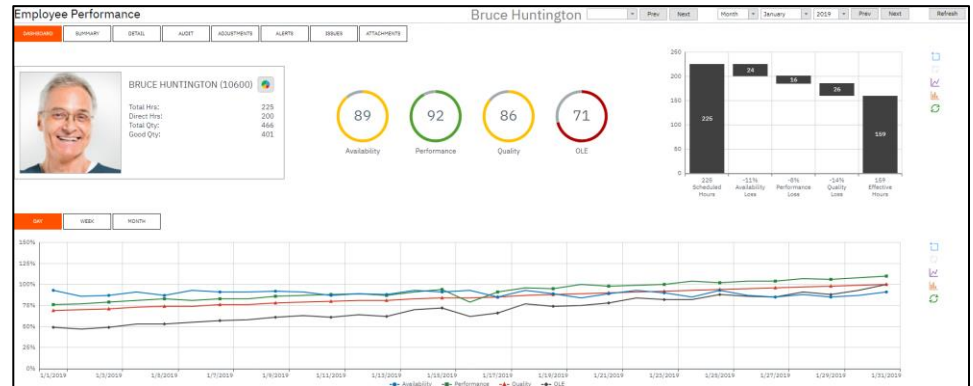 Employee Performance
Bruce Huntington
Prev
Next
Month
January
2019
Prev
Next
Refresh
DASHBOARD
SUMMARY
DETAIL
AUDIT
ADJUSTMENTS
ALERTS
ISSUES
ATTACHMENTS
BRUCE HUNTINGTON (10600)
Total Hrs: 225
Direct Hrs: 200
Total Qty: 466
Good Qty: 401
89
Availability
92
Performance
86
Quality
71
OLE
250
200
150
100
50
0
225
24
16
26
159
225 Scheduled Hours
-11% Availability Loss
-8% Performance Loss
-14% Quality Loss
159 Effective Hours
DAY
WEEK
MONTH
150%
125%
100%
75%
50%
25%
0%
1/1/2019
1/3/2019
1/5/2019
1/7/2019
1/9/2019
1/11/2019
1/13/2019
1/15/2019
1/17/2019
1/19/2019
1/21/2019
1/23/2019
1/25/2019
1/27/2019
1/29/2019
1/31/2019
Availability
Performance
Quality
OLE